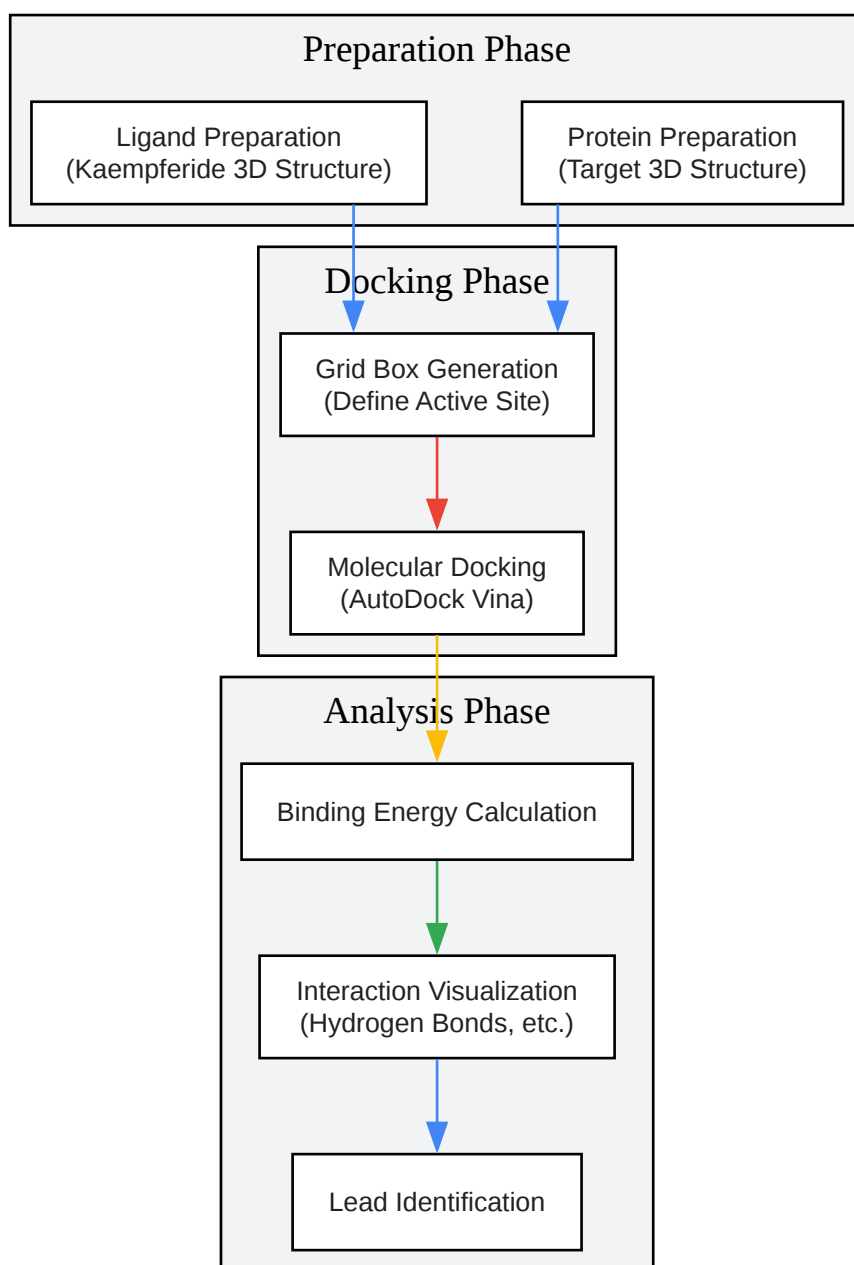 Preparation Phase
Ligand Preparation
(Kaempferide 3D Structure)
Protein Preparation
(Target 3D Structure)
Docking Phase
Grid Box Generation
(Define Active Site)
Molecular Docking
(AutoDock Vina)
Analysis Phase
Binding Energy Calculation
Interaction Visualization
(Hydrogen Bonds, etc.)
Lead Identification